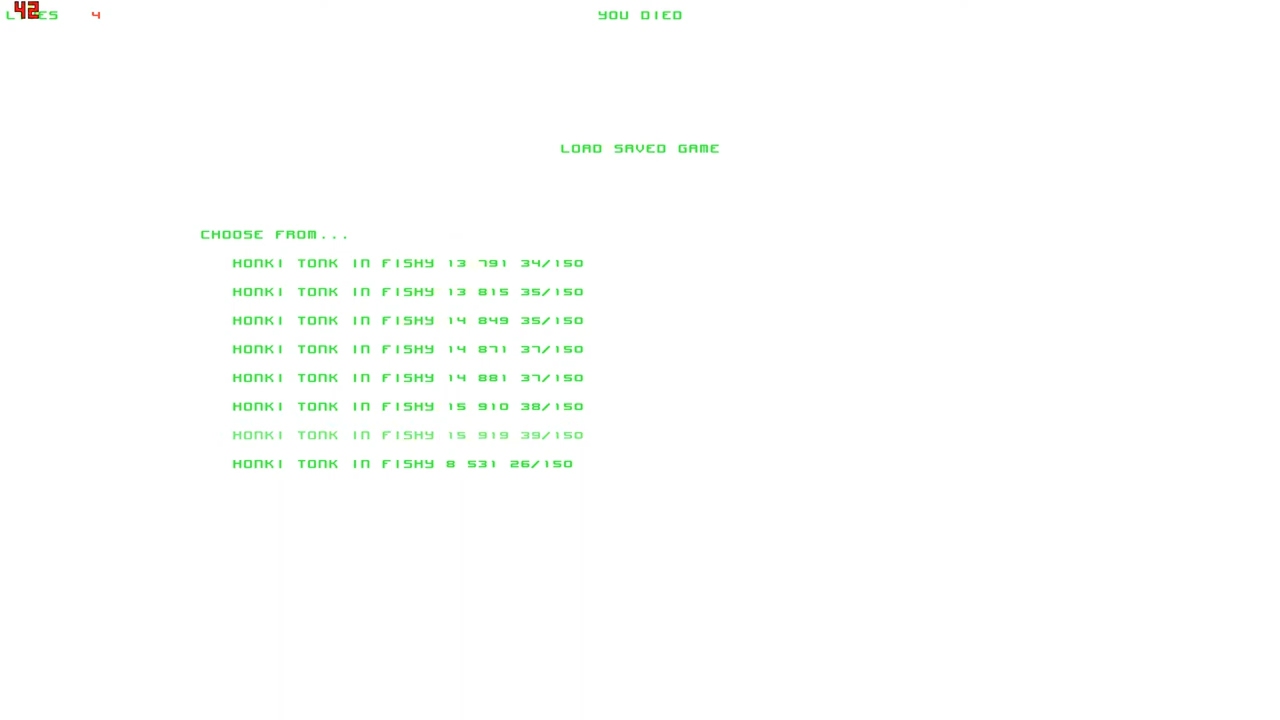 42
LIVES 4 YOU DIED
LOAD SAVED GAME
CHOOSE FROM...
HONKI TONK IN FISHY 13 791 34/150
HONKI TONK IN FISHY 13 815 35/150
HONKI TONK IN FISHY 14 849 35/150
HONKI TONK IN FISHY 14 871 37/150
HONKI TONK IN FISHY 14 881 37/150
HONKI TONK IN FISHY 15 910 38/150
HONKI TONK IN FISHY 15 919 39/150
HONKI TONK IN FISHY 8 531 26/150